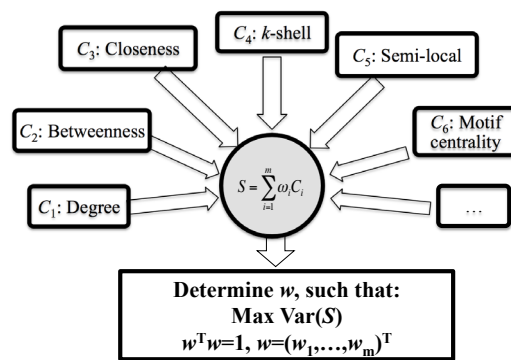 C₄: k-shell
C₃: Closeness
C₅: Semi-local
C₂: Betweenness
C₆: Motif
centrality
S = ∑ᵢ₌₁ᵐ ωᵢCᵢ
C₁: Degree
...
Determine w, such that:
Max Var(S)
wᵀw=1, w=(w₁,...,wₘ)ᵀ